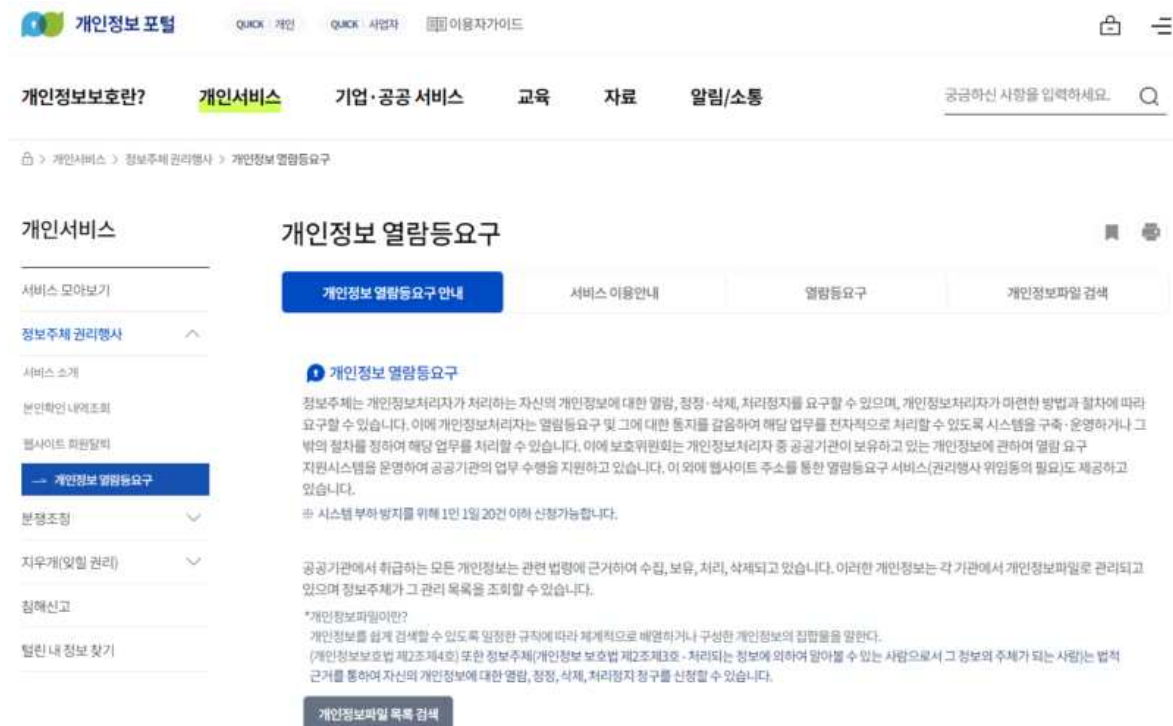 개인정보 포털
QUICK 개인
QUICK 사업자
이용자가이드
개인정보보호란?
개인서비스
기업·공공 서비스
교육
자료
알림/소통
궁금하신 사항을 입력하세요.
> 개인서비스 > 정보주체 권리행사 > 개인정보 열람등요구
개인서비스
서비스 모아보기
정보주체 권리행사
서비스 소개
본인확인 내역조회
웹사이트 회원탈퇴
→ 개인정보 열람등요구
분쟁조정
지우개(잊힐 권리)
침해신고
털린 내 정보 찾기
개인정보 열람등요구
개인정보 열람등요구 안내
서비스 이용안내
열람등요구
개인정보파일 검색
개인정보 열람등요구
정보주체는 개인정보처리자가 처리하는 자신의 개인정보에 대한 열람, 정정·삭제, 처리정지를 요구할 수 있으며, 개인정보처리자가 마련한 방법과 절차에 따라
요구할 수 있습니다. 이에 개인정보처리자는 열람등요구 및 그에 대한 통지를 갈음하여 해당 업무를 전자적으로 처리할 수 있도록 시스템을 구축·운영하거나 그
밖의 절차를 정하여 해당 업무를 처리할 수 있습니다. 이에 보호위원회는 개인정보처리자 중 공공기관이 보유하고 있는 개인정보에 관하여 열람 요구
지원시스템을 운영하여 공공기관의 업무 수행을 지원하고 있습니다. 이 외에 웹사이트 주소를 통한 열람등요구 서비스(권리행사 위임동의 필요)도 제공하고
있습니다.
※ 시스템 부하 방지를 위해 1인 1일 20건 이하 신청가능합니다.
공공기관에서 취급하는 모든 개인정보는 관련 법령에 근거하여 수집, 보유, 처리, 삭제되고 있습니다. 이러한 개인정보는 각 기관에서 개인정보파일로 관리되고
있으며 정보주체가 그 관리 목록을 조회할 수 있습니다.
*개인정보파일이란?
개인정보를 쉽게 검색할 수 있도록 일정한 규칙에 따라 체계적으로 배열하거나 구성한 개인정보의 집합물을 말한다.
(개인정보보호법 제2조제4호) 또한 정보주체(개인정보 보호법 제2조제3호 - 처리되는 정보에 의하여 알아볼 수 있는 사람으로서 그 정보의 주체가 되는 사람)는 법적
근거를 통하여 자신의 개인정보에 대한 열람, 정정, 삭제, 처리정지 청구를 신청할 수 있습니다.
개인정보파일 목록 검색